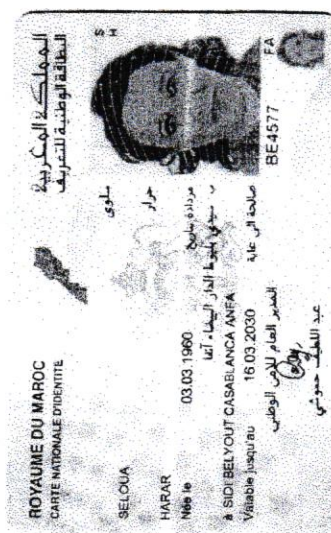 ROYAUME DU MAROC
المملكة المغربية
CARTE NATIONALE D'IDENTITE
البطاقة الوطنية للتعريف
سلوى
SELOUA
حرار
HARAR
Née le 03.03.1960 مزدادة بتاريخ
ب سيدي بليوط الدار البيضاء آنفا
à SIDI BELYOUT CASABLANCA ANFA
Valable jusqu'au 16.03.2030 صالحة إلى غاية
المدير العام للأمن الوطني
عبد اللطيف حموشي
BE4577
FA
S
H